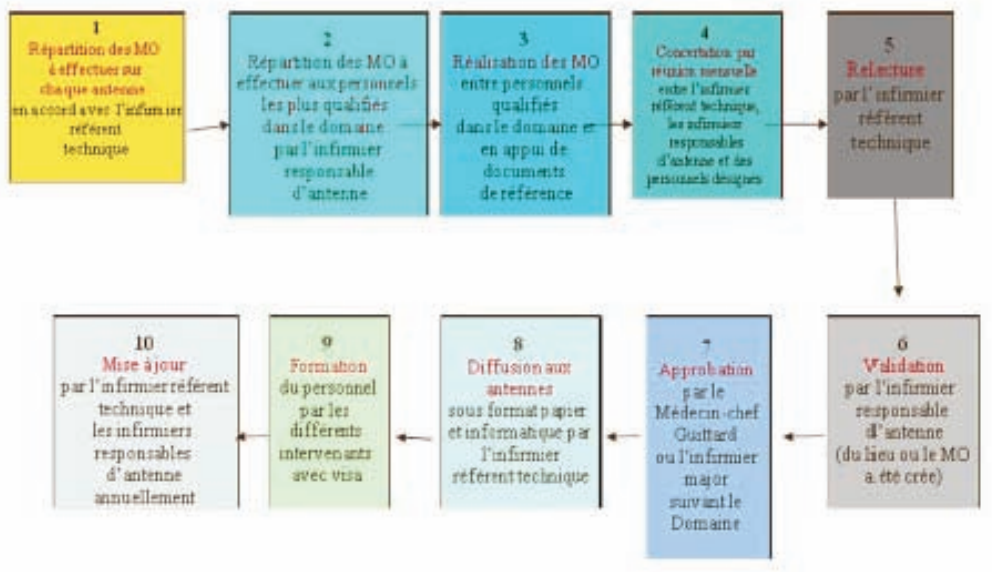 1
Répartition des MO
à effectuer sur
chaque antenne
en accord avec l'infirmier
référent
technique
2
Répartition des MO à
effectuer aux personnels
les plus qualifiés
dans le domaine
par l'infirmier
responsable
d'antenne
3
Réalisation des MO
entre personnels
qualifiés
dans le domaine et
en appui de
documents
de référence
4
Concertation par
réunion mensuelle
entre l'infirmier
référent technique,
les infirmiers
responsables
d'antenne et des
personnels désignés
5
Relecture
par l'infirmier
référent
technique
6
Validation
par l'infirmier
responsable
d'antenne
(du lieu ou le MO
a été crée)
7
Approbation
par le
Médecin-chef
Guittard
ou l'infirmier
major
suivant le
Domaine
8
Diffusion aux
antennes
sous format papier
et informatique par
l'infirmier
référent technique
9
Formation
du personnel
par les
différents
intervenants
avec visa
10
Mise à jour
par l'infirmier référent
technique et
les infirmiers
responsables
d'antenne
annuellement